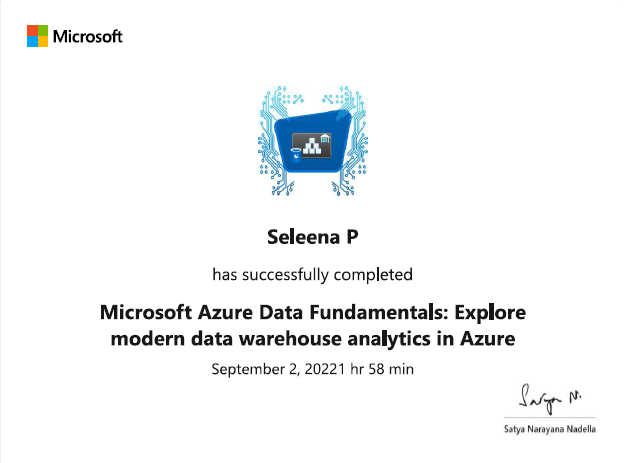 Microsoft
Seleena P
has successfully completed
Microsoft Azure Data Fundamentals: Explore
modern data warehouse analytics in Azure
September 2, 20221 hr 58 min
Satya N.
Satya Narayana Nadella